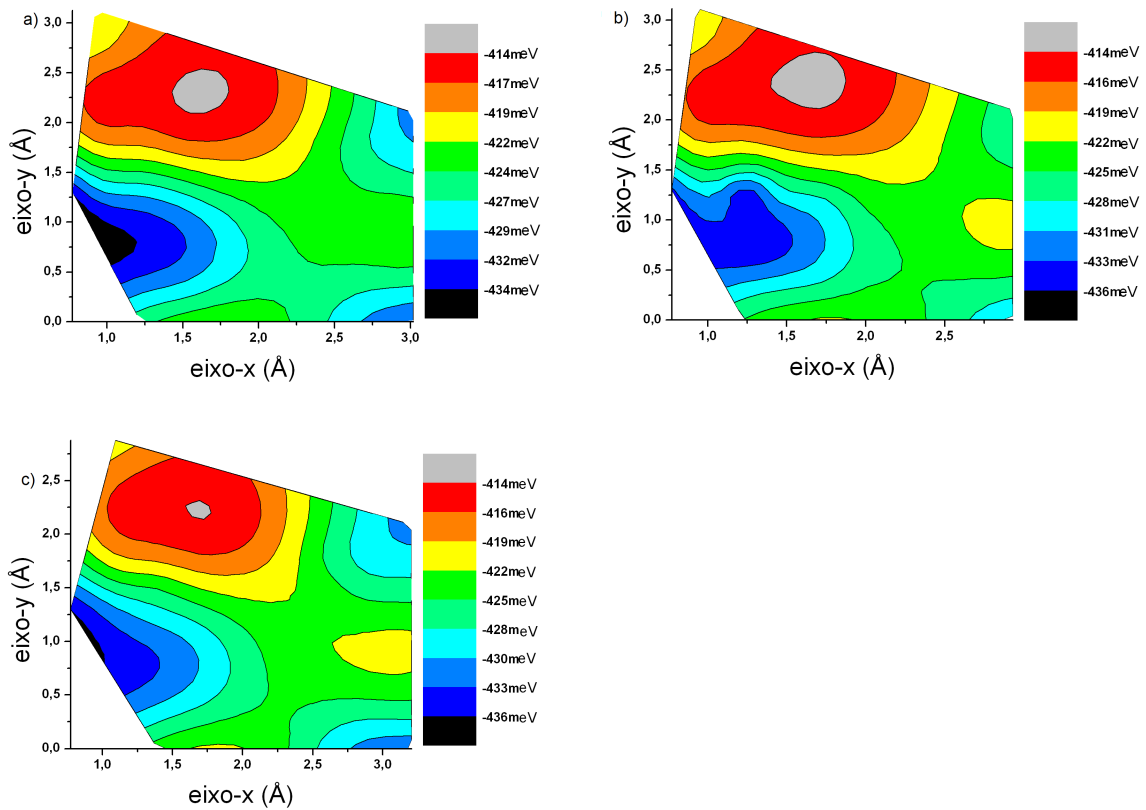 a)
3,0
2,5
2,0
1,5
1,0
0,5
0,0
eixo-y (Å)
1,0
1,5
2,0
2,5
3,0
eixo-x (Å)
-414meV
-417meV
-419meV
-422meV
-424meV
-427meV
-429meV
-432meV
-434meV
b)
3,0
2,5
2,0
1,5
1,0
0,5
0,0
eixo-y (Å)
1,0
1,5
2,0
2,5
eixo-x (Å)
-414meV
-416meV
-419meV
-422meV
-425meV
-428meV
-431meV
-433meV
-436meV
c)
2,5
2,0
1,5
1,0
0,5
0,0
eixo-y (Å)
1,0
1,5
2,0
2,5
3,0
eixo-x (Å)
-414meV
-416meV
-419meV
-422meV
-425meV
-428meV
-430meV
-433meV
-436meV